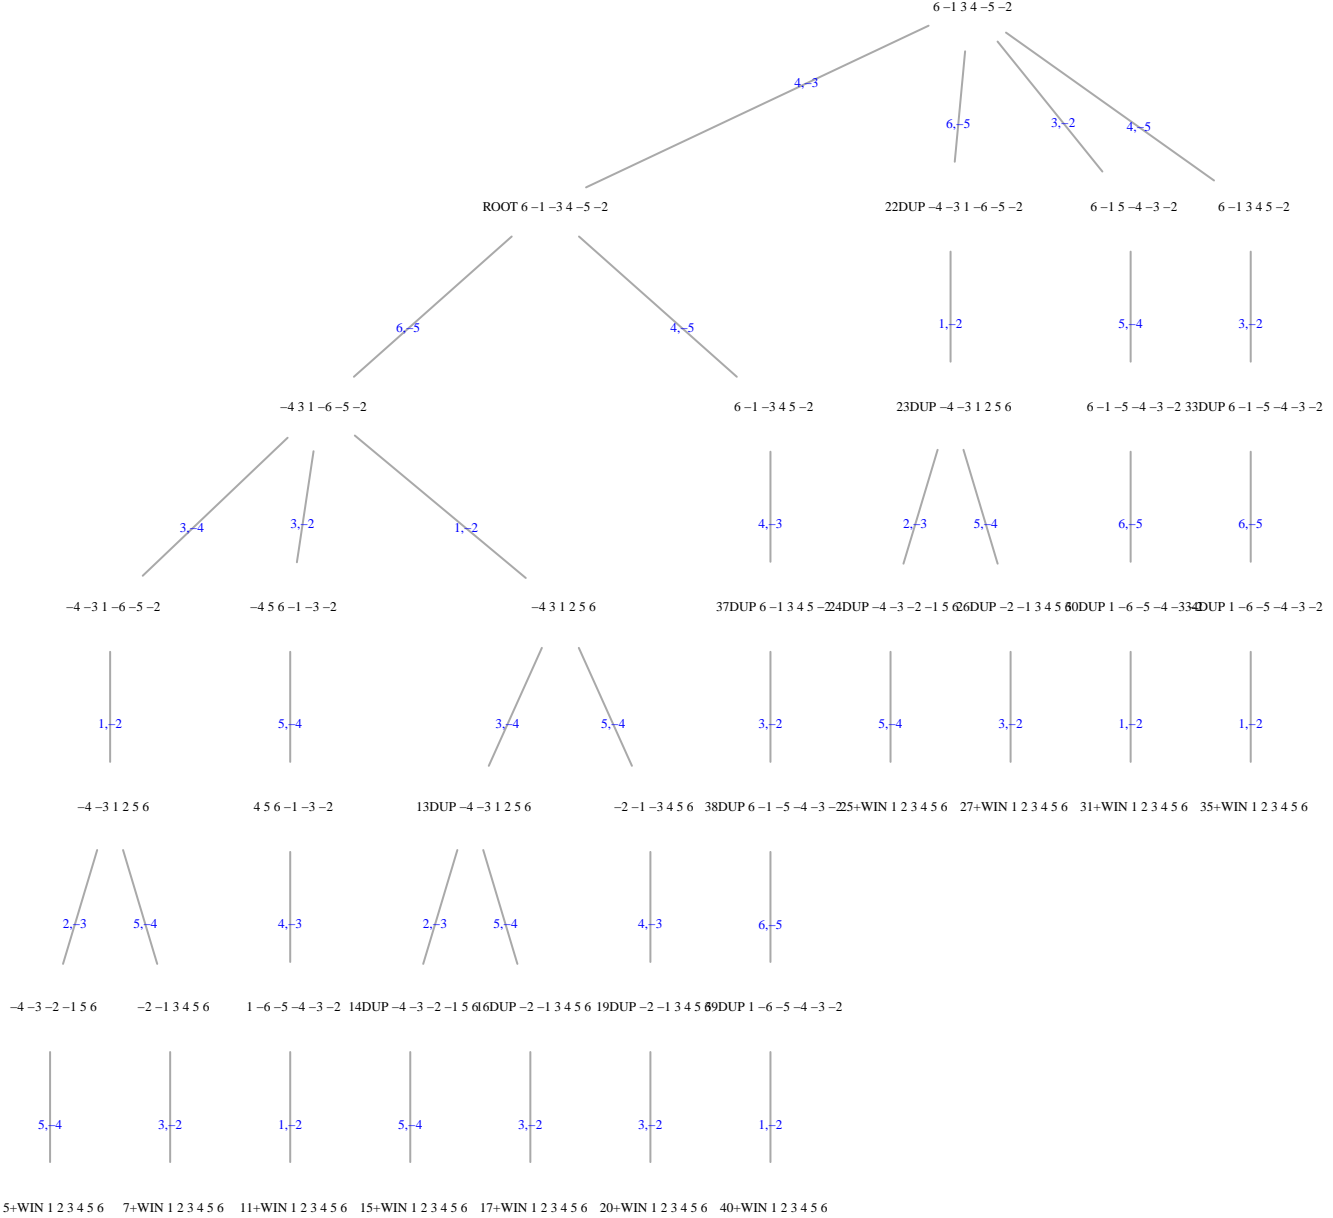 6 −1 3 4 −5 −2
4,−3
6,−5
3,−2
4,−5
ROOT 6 −1 −3 4 −5 −2
22DUP −4 −3 1 −6 −5 −2
6 −1 5 −4 −3 −2
6 −1 3 4 5 −2
6,−5
4,−5
1,−2
5,−4
3,−2
−4 3 1 −6 −5 −2
6 −1 −3 4 5 −2
23DUP −4 −3 1 2 5 6
6 −1 −5 −4 −3 −2
33DUP 6 −1 −5 −4 −3 −2
3,−4
3,−2
1,−2
4,−3
2,−3
5,−4
6,−5
6,−5
−4 −3 1 −6 −5 −2
−4 5 6 −1 −3 −2
−4 3 1 2 5 6
37DUP 6 −1 3 4 5 −2
24DUP −4 −3 −2 −1 5 6
26DUP −2 −1 3 4 5 6
30DUP 1 −6 −5 −4 −3 −2
34DUP 1 −6 −5 −4 −3 −2
1,−2
5,−4
3,−4
5,−4
3,−2
5,−4
3,−2
1,−2
1,−2
−4 −3 1 2 5 6
4 5 6 −1 −3 −2
13DUP −4 −3 1 2 5 6
−2 −1 −3 4 5 6
38DUP 6 −1 −5 −4 −3 −2
25+WIN 1 2 3 4 5 6
27+WIN 1 2 3 4 5 6
31+WIN 1 2 3 4 5 6
35+WIN 1 2 3 4 5 6
2,−3
5,−4
4,−3
2,−3
5,−4
4,−3
6,−5
−4 −3 −2 −1 5 6
−2 −1 3 4 5 6
1 −6 −5 −4 −3 −2
14DUP −4 −3 −2 −1 5 6
16DUP −2 −1 3 4 5 6
19DUP −2 −1 3 4 5 6
39DUP 1 −6 −5 −4 −3 −2
5,−4
3,−2
1,−2
5,−4
3,−2
3,−2
1,−2
5+WIN 1 2 3 4 5 6
7+WIN 1 2 3 4 5 6
11+WIN 1 2 3 4 5 6
15+WIN 1 2 3 4 5 6
17+WIN 1 2 3 4 5 6
20+WIN 1 2 3 4 5 6
40+WIN 1 2 3 4 5 6